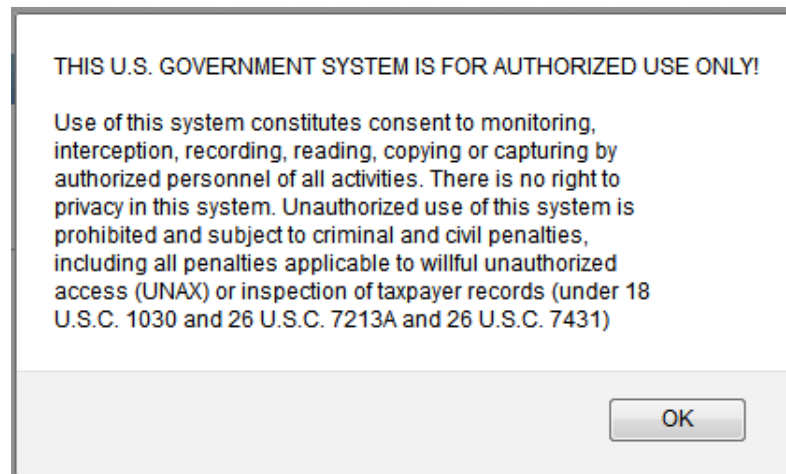 THIS U.S. GOVERNMENT SYSTEM IS FOR AUTHORIZED USE ONLY!
Use of this system constitutes consent to monitoring,
interception, recording, reading, copying or capturing by
authorized personnel of all activities. There is no right to
privacy in this system. Unauthorized use of this system is
prohibited and subject to criminal and civil penalties,
including all penalties applicable to willful unauthorized
access (UNAX) or inspection of taxpayer records (under 18
U.S.C. 1030 and 26 U.S.C. 7213A and 26 U.S.C. 7431)
OK